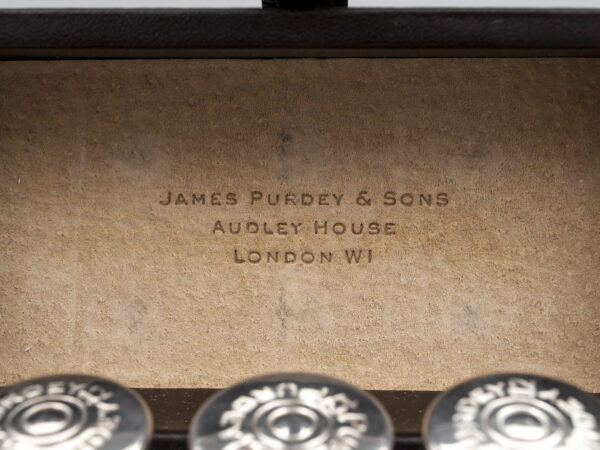 James Purdey & Sons
Audley House
London W1